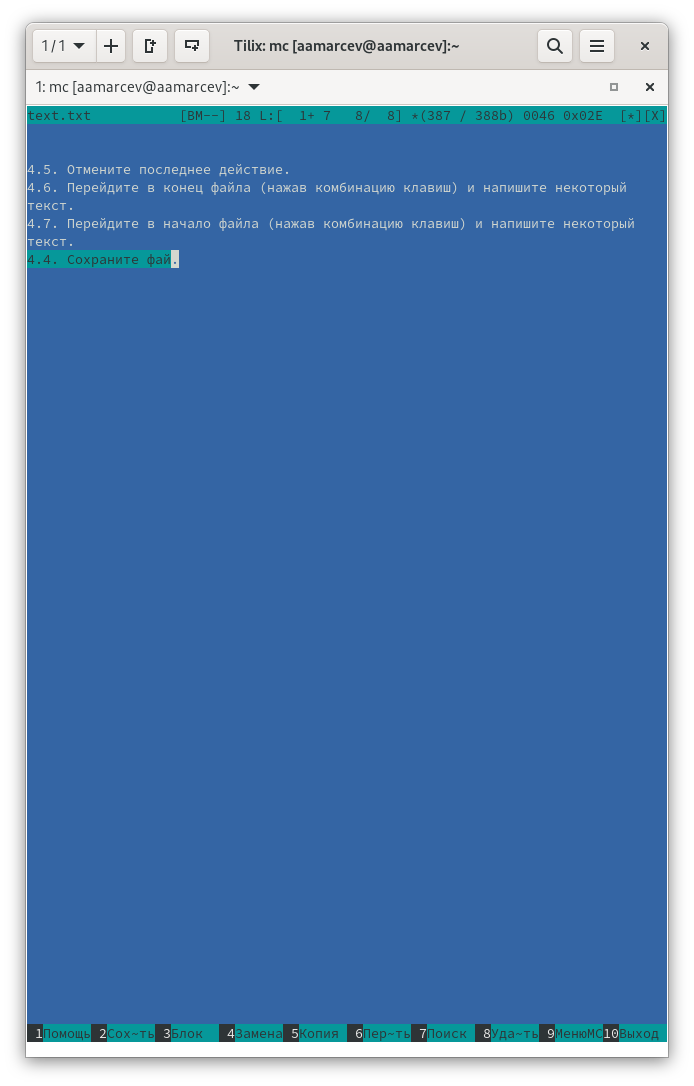 1 / 1 Tilix: mc [aamarcev@aamarcev]:~
1: mc [aamarcev@aamarcev]:~
text.txt [BM--] 18 L:[ 1+ 7 8/ 8] *(387 / 388b) 0046 0x02E [*][X]
4.5. Отмените последнее действие.
4.6. Перейдите в конец файла (нажав комбинацию клавиш) и напишите некоторый
текст.
4.7. Перейдите в начало файла (нажав комбинацию клавиш) и напишите некоторый
текст.
4.4. Сохраните фай.
1Помощь 2Сох~ть 3Блок 4Замена 5Копия 6Пер~ть 7Поиск 8Уда~ть 9МенюMC 10Выход